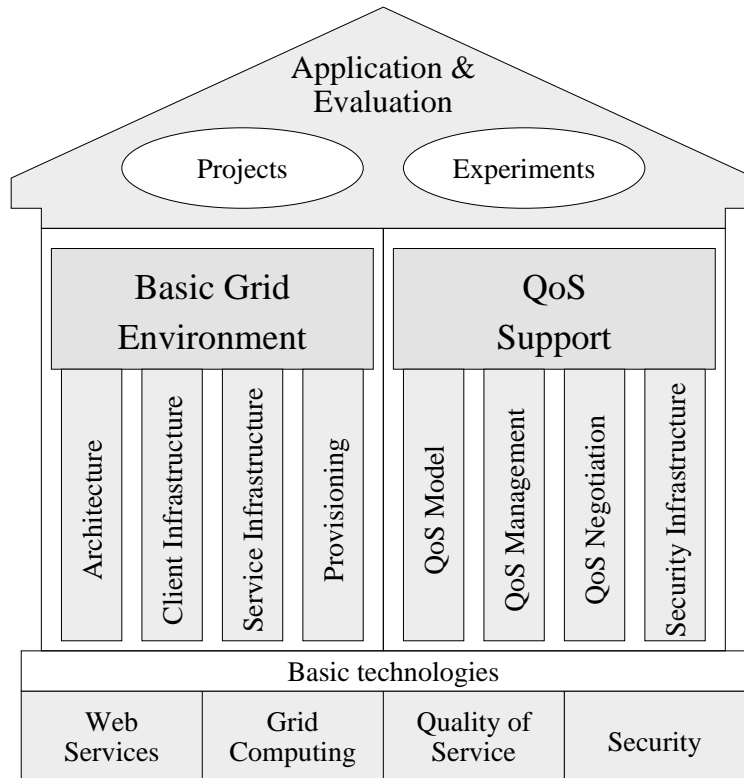 Application &
Evaluation
Projects
Experiments
Basic Grid
Environment
QoS
Support
Architecture
Client Infrastructure
Service Infrastructure
Provisioning
QoS Model
QoS Management
QoS Negotiation
Security Infrastructure
Basic technologies
Web
Services
Grid
Computing
Quality of
Service
Security